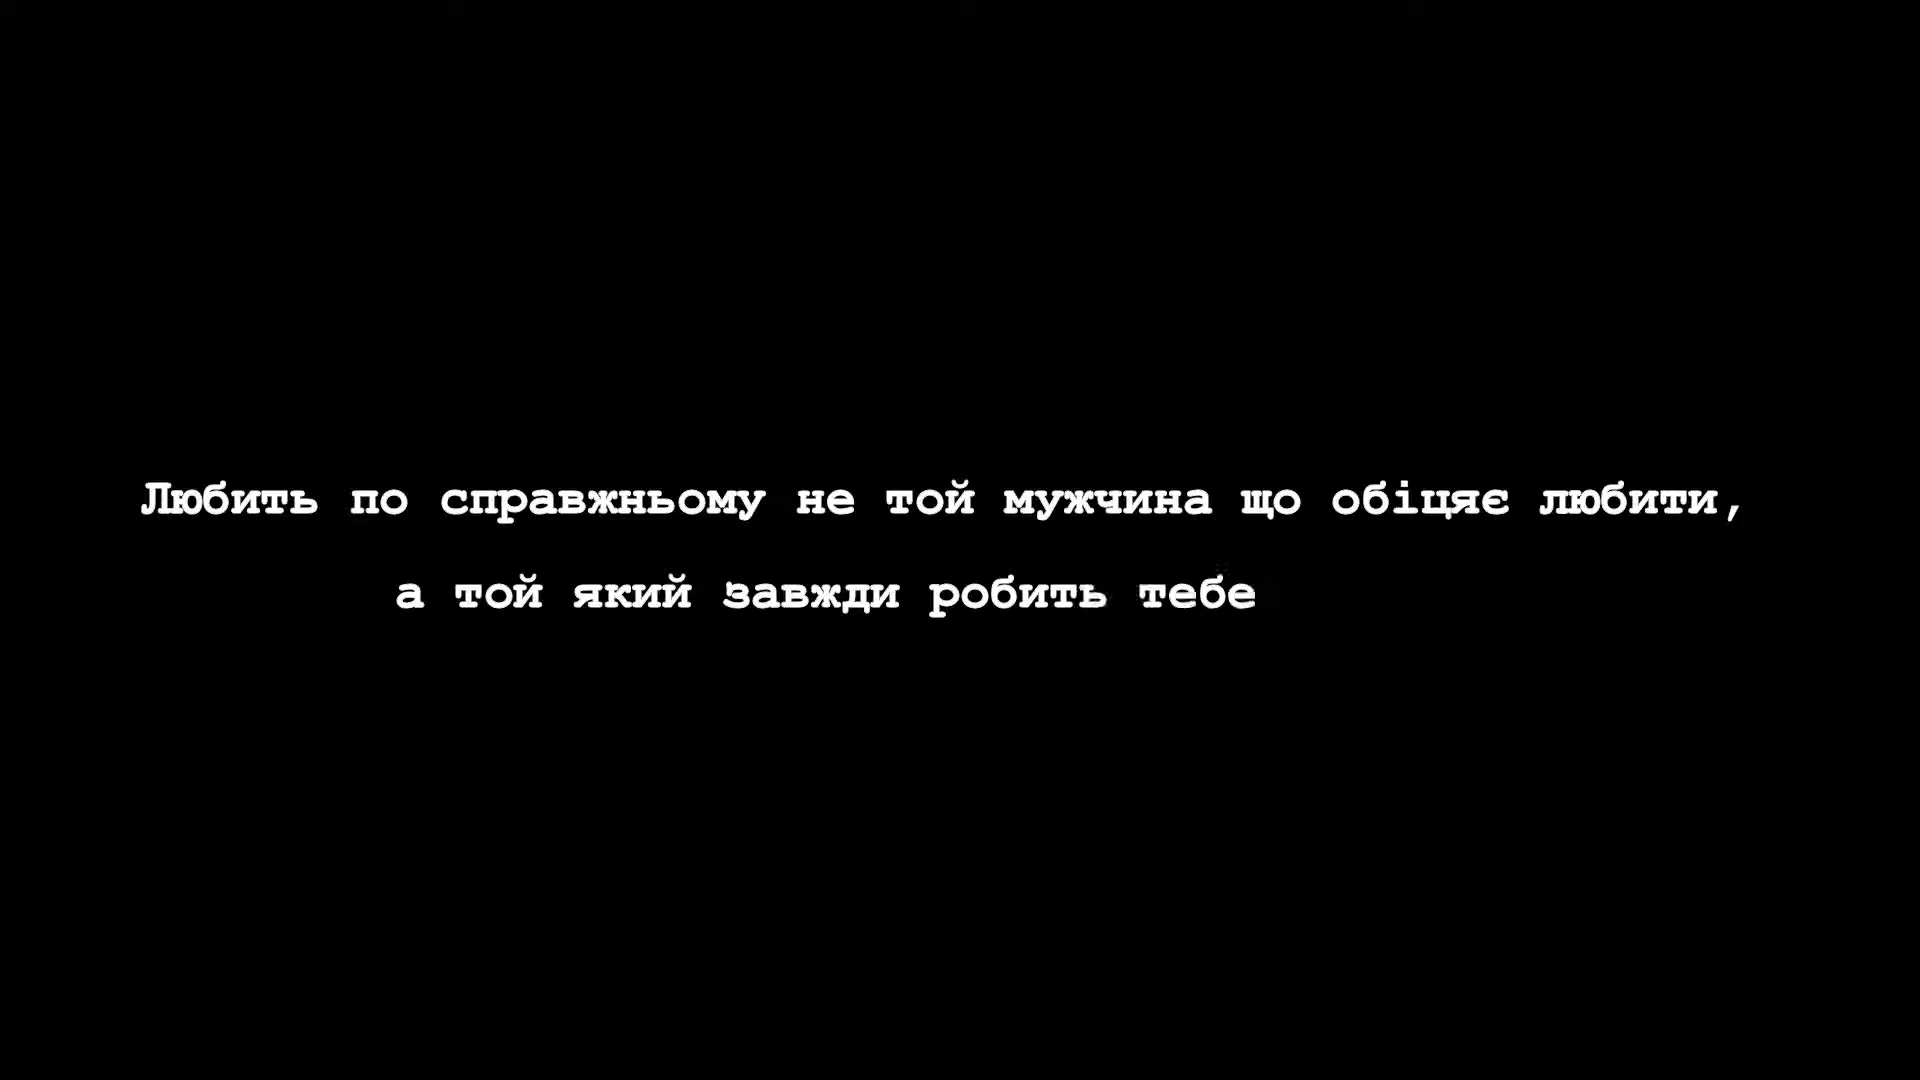 Любить по справжньому не той мужчина що обіцяє любити,
а той який завжди робить тебе